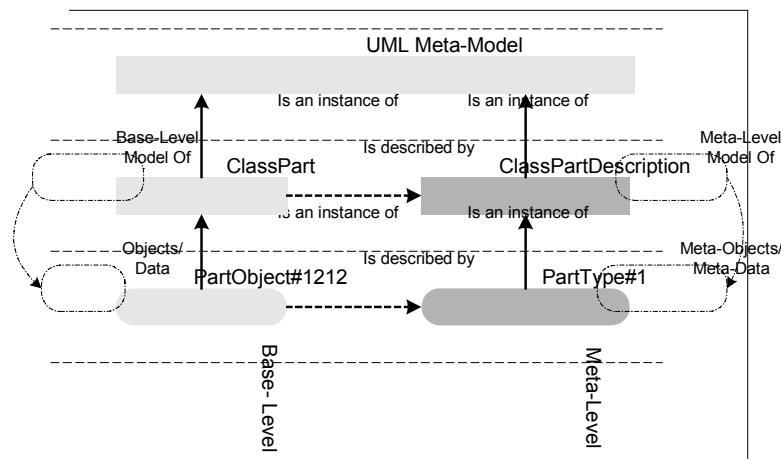 UML Meta-Model
Is an instance of
Is an instance of
Base-Level
Model Of
Is described by
Meta-Level
Model Of
ClassPart
ClassPartDescription
Is an instance of
Is an instance of
Objects/
Data
Is described by
Meta-Objects/
Meta-Data
PartObject#1212
PartType#1
Base- Level
Meta-Level